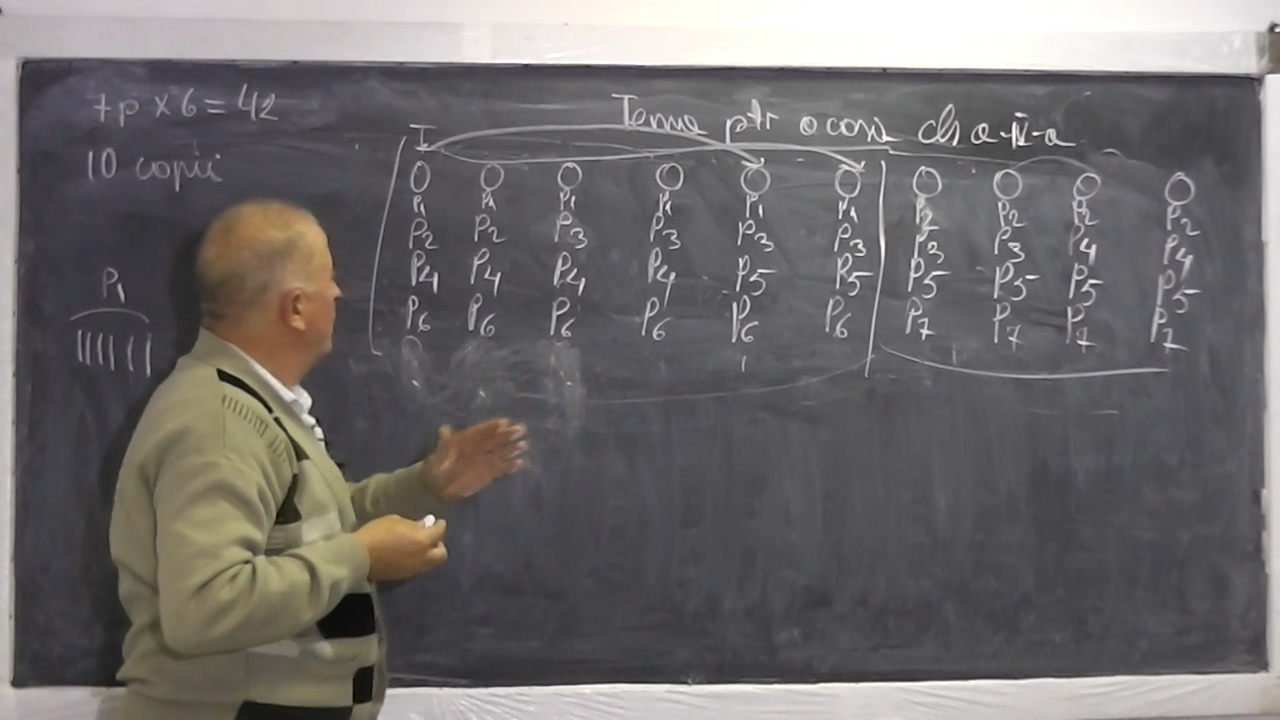 7p x 6 = 42
Tema ptr acasă cls a-II-a
10 copii
I
P1 P1 P1 P1 P1 P1 P2 P2 P2 P2
P2 P2 P3 P3 P3 P3 P3 P3 P4 P4
P4 P4 P4 P4 P5 P5 P5 P5 P5 P5
P6 P6 P6 P6 P6 P6 P7 P7 P7 P7
P1